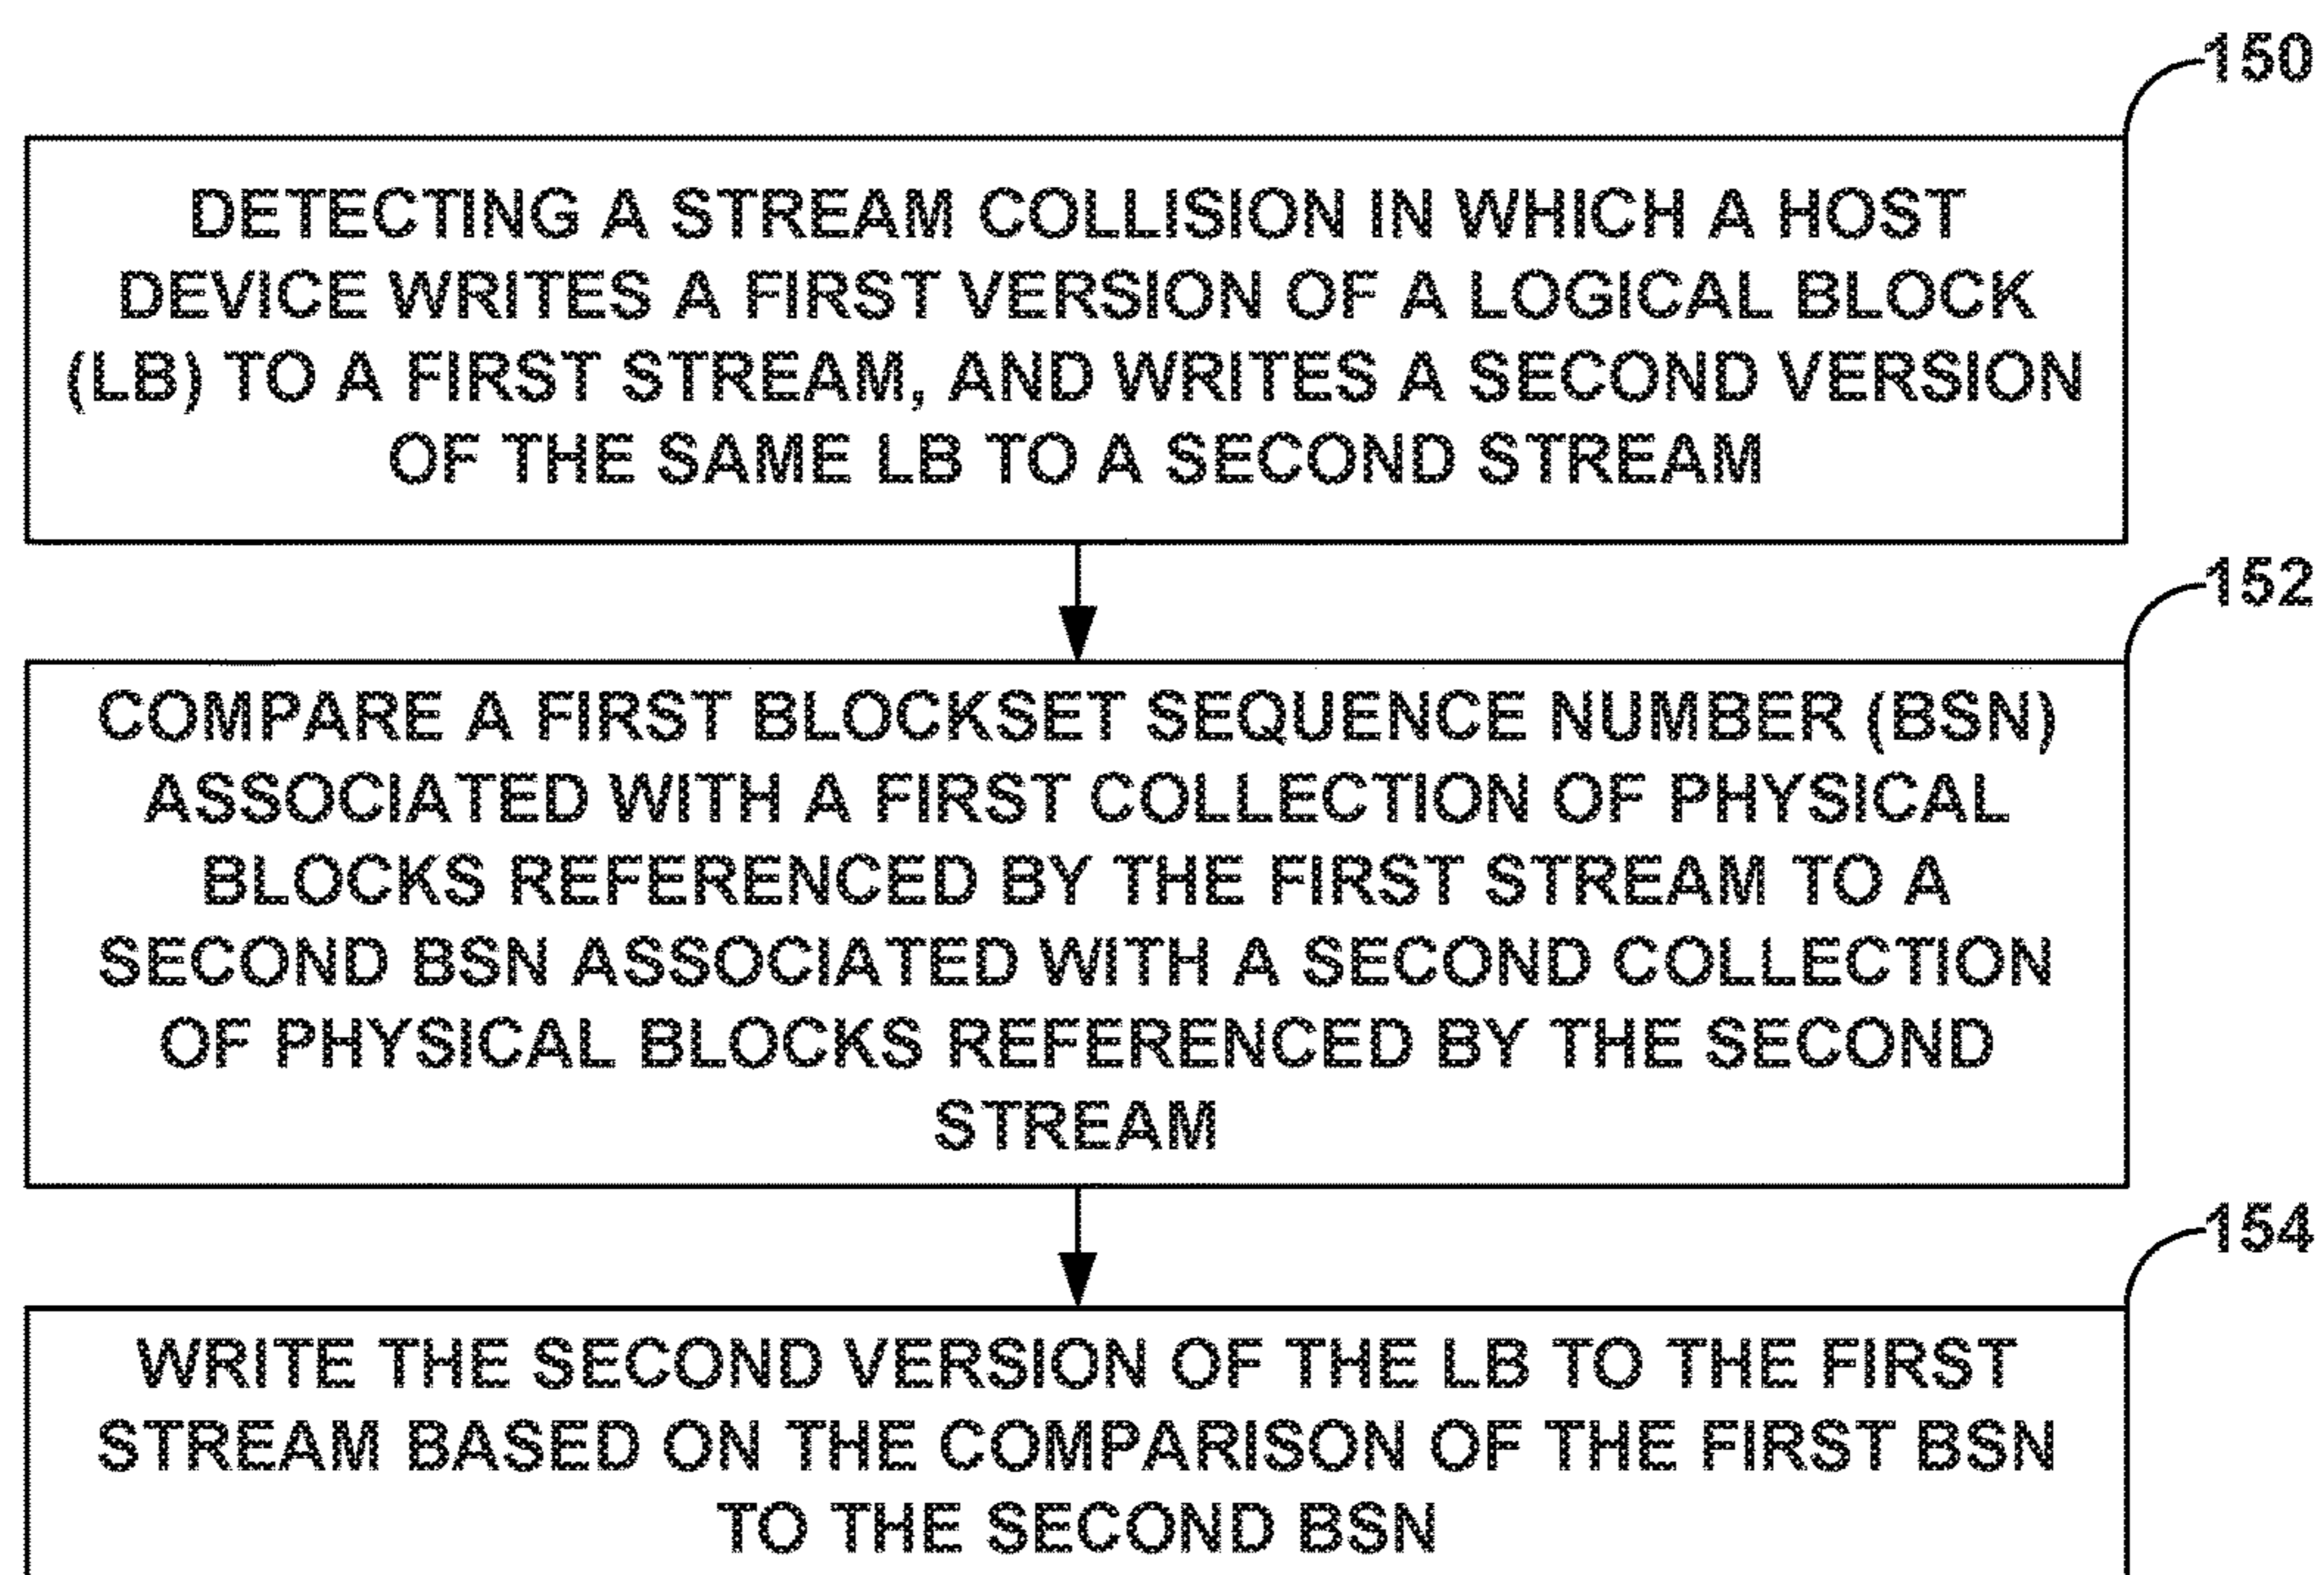 150
DETECTING A STREAM COLLISION IN WHICH A HOST
DEVICE WRITES A FIRST VERSION OF A LOGICAL BLOCK
(LB) TO A FIRST STREAM, AND WRITES A SECOND VERSION
OF THE SAME LB TO A SECOND STREAM
152
COMPARE A FIRST BLOCKSET SEQUENCE NUMBER (BSN)
ASSOCIATED WITH A FIRST COLLECTION OF PHYSICAL
BLOCKS REFERENCED BY THE FIRST STREAM TO A
SECOND BSN ASSOCIATED WITH A SECOND COLLECTION
OF PHYSICAL BLOCKS REFERENCED BY THE SECOND
STREAM
154
WRITE THE SECOND VERSION OF THE LB TO THE FIRST
STREAM BASED ON THE COMPARISON OF THE FIRST BSN
TO THE SECOND BSN